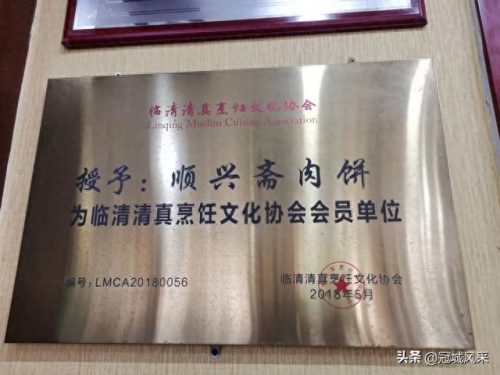 临清清真烹饪文化协会
Linqing Muslim Cuisine Association
授予：顺兴斋肉饼
为临清清真烹饪文化协会会员单位
编号：LMCA20180056
临清清真烹饪文化协会
2018年5月
头条 @冠城风采